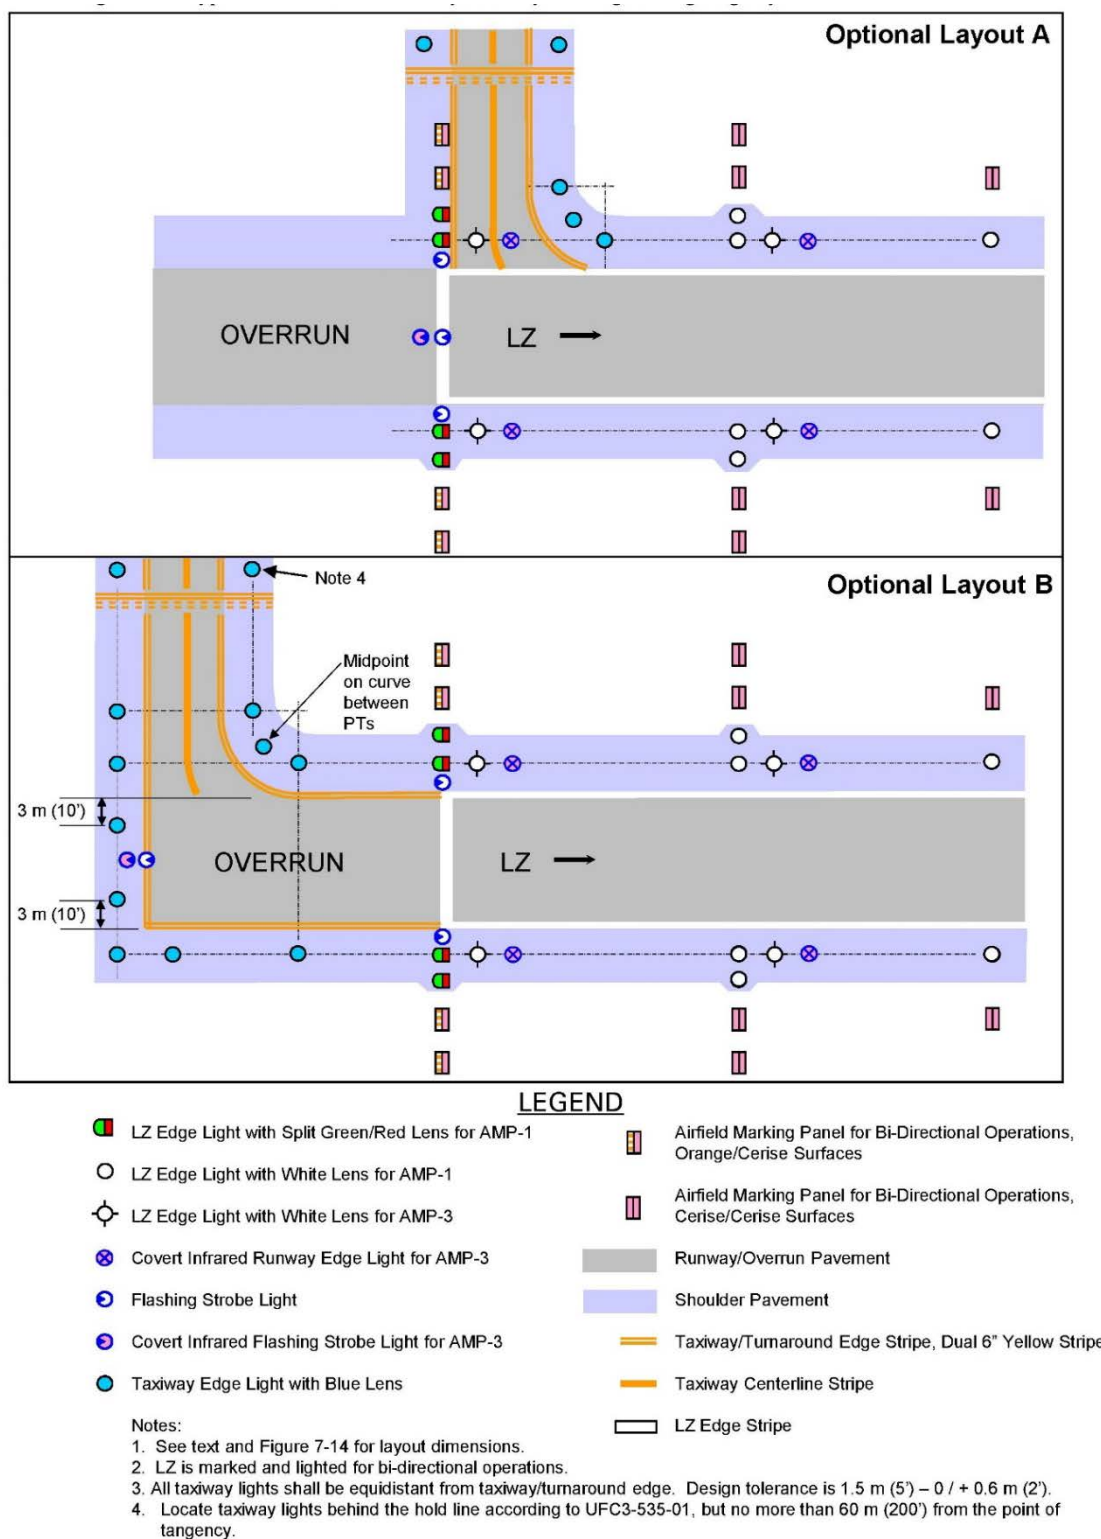 Optional Layout A
OVERRUN
LZ
Optional Layout B
Note 4
Midpoint
on curve
between
PTs
3 m (10')
OVERRUN
LZ
3 m (10')
LEGEND
LZ Edge Light with Split Green/Red Lens for AMP-1
LZ Edge Light with White Lens for AMP-1
LZ Edge Light with White Lens for AMP-3
Covert Infrared Runway Edge Light for AMP-3
Flashing Strobe Light
Covert Infrared Flashing Strobe Light for AMP-3
Taxiway Edge Light with Blue Lens
Airfield Marking Panel for Bi-Directional Operations,
Orange/Cerise Surfaces
Airfield Marking Panel for Bi-Directional Operations,
Cerise/Cerise Surfaces
Runway/Overrun Pavement
Shoulder Pavement
Taxiway/Turnaround Edge Stripe, Dual 6" Yellow Stripe
Taxiway Centerline Stripe
LZ Edge Stripe
Notes:
1. See text and Figure 7-14 for layout dimensions.
2. LZ is marked and lighted for bi-directional operations.
3. All taxiway lights shall be equidistant from taxiway/turnaround edge. Design tolerance is 1.5 m (5') – 0 / + 0.6 m (2').
4. Locate taxiway lights behind the hold line according to UFC3-535-01, but no more than 60 m (200') from the point of
tangency.